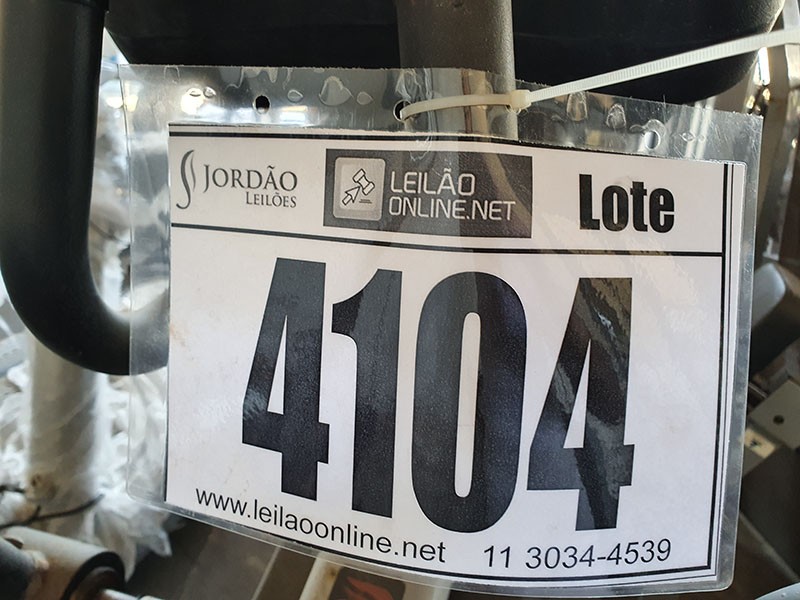 JORDÃO
LEILÕES
LEILÃO
ONLINE.NET
Lote
4104
www.leilaoonline.net
11 3034-4539